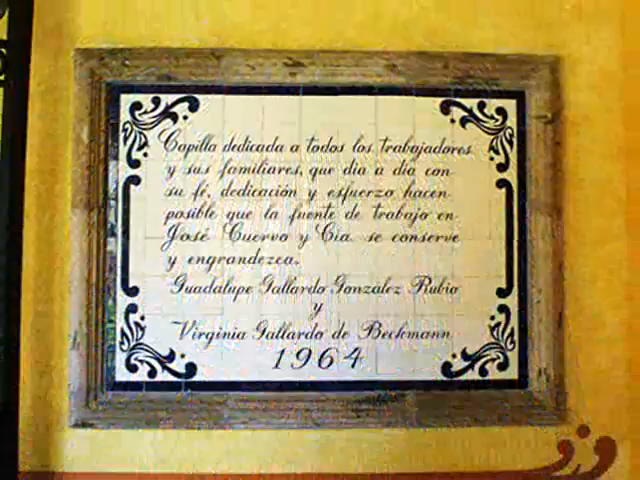 Capilla dedicada a todos los trabajadores
y sus familiares, que día a día con
su fé, dedicación y esfuerzo hacen
posible que la fuente de trabajo en
José Cuervo y Cía. se conserve
y engrandezca.
Guadalupe Gallardo González Rubio
y
Virginia Gallardo de Beckmann
1964